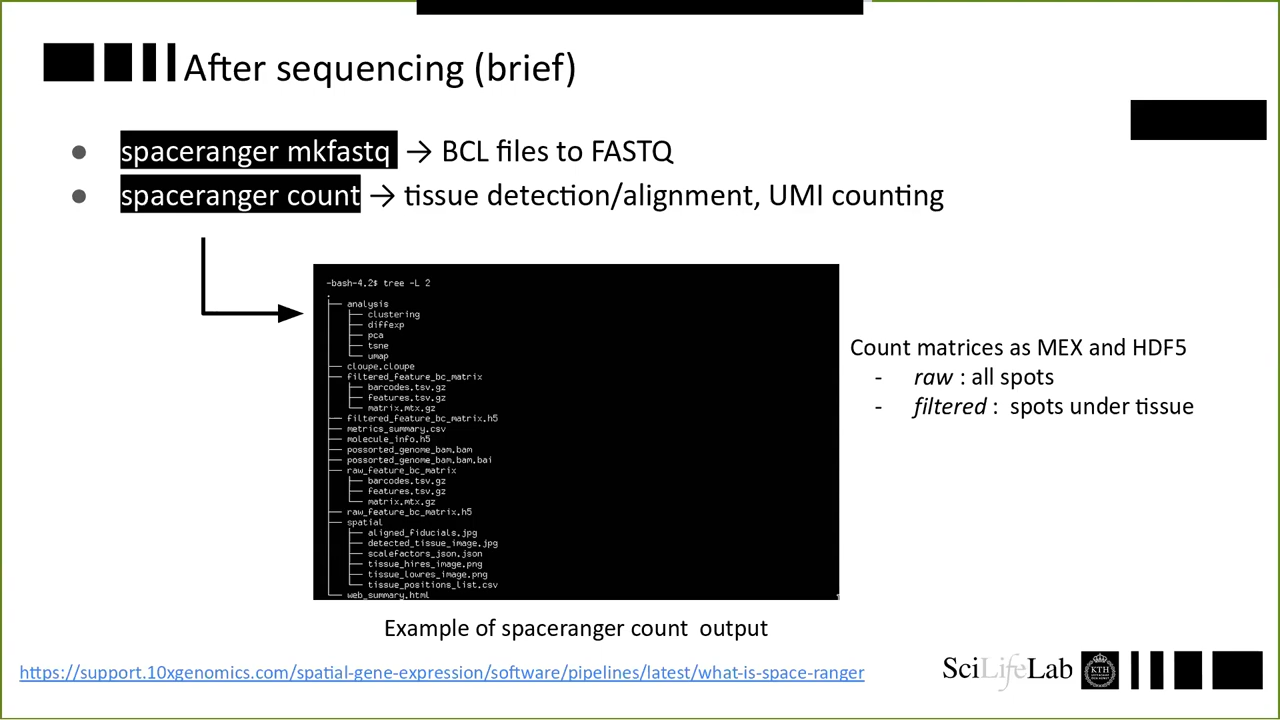 After sequencing (brief)
● spaceranger mkfastq → BCL files to FASTQ
● spaceranger count → tissue detection/alignment, UMI counting
-bash-4.2$ tree -L 2
.
├── analysis
│   ├── clustering
│   ├── diffexp
│   ├── pca
│   ├── tsne
│   └── umap
├── cloupe.cloupe
├── filtered_feature_bc_matrix
│   ├── barcodes.tsv.gz
│   ├── features.tsv.gz
│   └── matrix.mtx.gz
├── filtered_feature_bc_matrix.h5
├── metrics_summary.csv
├── molecule_info.h5
├── possorted_genome_bam.bam
├── possorted_genome_bam.bam.bai
├── raw_feature_bc_matrix
│   ├── barcodes.tsv.gz
│   ├── features.tsv.gz
│   └── matrix.mtx.gz
├── raw_feature_bc_matrix.h5
├── spatial
│   ├── aligned_fiducials.jpg
│   ├── detected_tissue_image.jpg
│   ├── scalefactors_json.json
│   ├── tissue_hires_image.png
│   ├── tissue_lowres_image.png
│   └── tissue_positions_list.csv
└── web_summary.html
Count matrices as MEX and HDF5
- raw : all spots
- filtered : spots under tissue
Example of spaceranger count output
https://support.10xgenomics.com/spatial-gene-expression/software/pipelines/latest/what-is-space-ranger
SciLifeLab
KTH